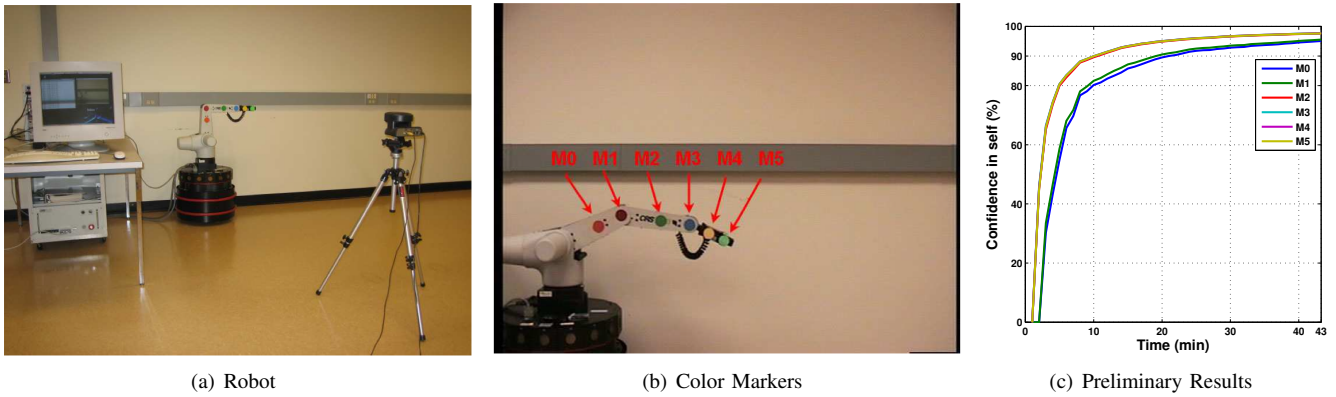 M0 M1 M2 M3 M4 M5
CRS
100
90
80
60
40
20
0
0 10 20 30 40 43
Confidence in self (%)
Time (min)
M0
M1
M2
M3
M4
M5
(a) Robot
(b) Color Markers
(c) Preliminary Results